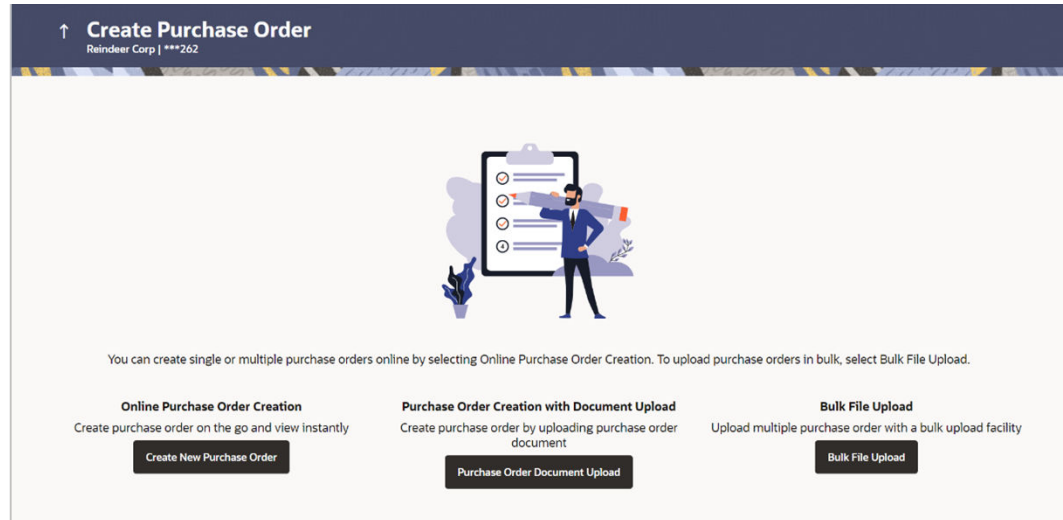 Create Purchase Order
Reindeer Corp | ***262
4
You can create single or multiple purchase orders online by selecting Online Purchase Order Creation. To upload purchase orders in bulk, select Bulk File Upload.
Online Purchase Order Creation
Create purchase order on the go and view instantly
Create New Purchase Order
Purchase Order Creation with Document Upload
Create purchase order by uploading purchase order
document
Purchase Order Document Upload
Bulk File Upload
Upload multiple purchase order with a bulk upload facility
Bulk File Upload